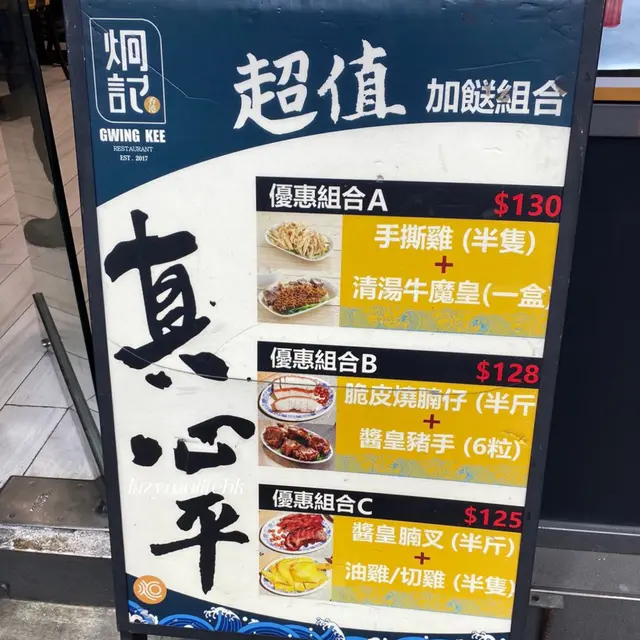 炯記
GWING KEE
RESTAURANT
EST. 2017
超值 加餸組合
真心平
優惠組合A $130
手撕雞 (半隻)
+
清湯牛魔皇(一盒)
優惠組合B $128
脆皮燒腩仔 (半斤
+
醬皇豬手 (6粒)
優惠組合C $125
醬皇腩叉 (半斤)
+
油雞/切雞 (半隻)